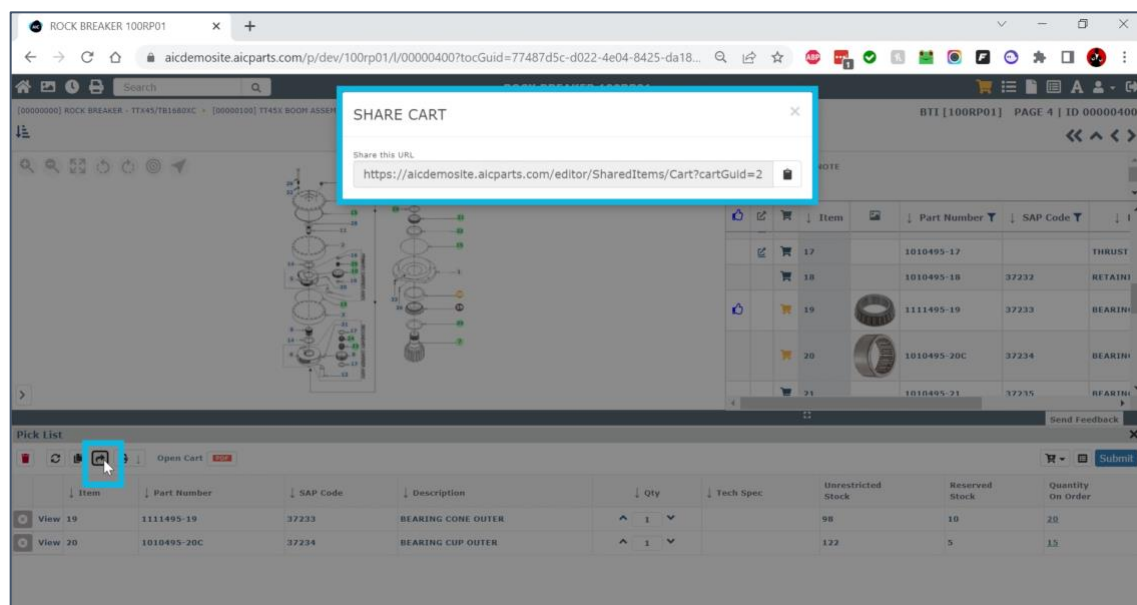 ROCK BREAKER 100RP01
aicdemosite.aicparts.com/p/dev/100rp01/l/00000400?tocGuid=77487d5c-d022-4e04-8425-da18...
ABP
1
Search
[00000000] ROCK BREAKER - TTX45/TB1680XC • [00000100] TT45X BOOM ASSEM
BTI [100RP01] PAGE 4 | ID 00000400
SHARE CART
Share this URL
https://aicdemosite.aicparts.com/editor/SharedItems/Cart?cartGuid=2
NOTE
Item Part Number SAP Code
17 1010495-17 THRUST
18 1010495-18 37232 RETAINI
19 1111495-19 37233 BEARING
20 1010495-20C 37234 BEARING
21 1010495-21 37235 BEARING
Send Feedback
Pick List
Open Cart PDF
Submit
Item Part Number SAP Code Description Qty Tech Spec Unrestricted Stock Reserved Stock Quantity On Order
View 19 1111495-19 37233 BEARING CONE OUTER 1 98 10 20
View 20 1010495-20C 37234 BEARING CUP OUTER 1 122 5 15